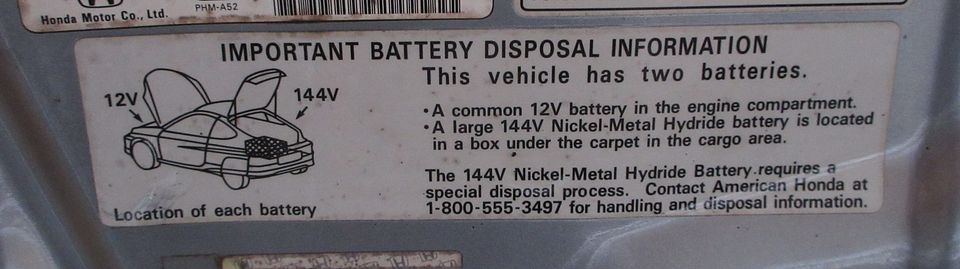 Honda Motor Co., Ltd.
PHM-A52
IMPORTANT BATTERY DISPOSAL INFORMATION
This vehicle has two batteries.
12V
144V
•A common 12V battery in the engine compartment.
•A large 144V Nickel-Metal Hydride battery is located
in a box under the carpet in the cargo area.
The 144V Nickel-Metal Hydride Battery requires a
special disposal process. Contact American Honda at
1-800-555-3497 for handling and disposal information.
Location of each battery